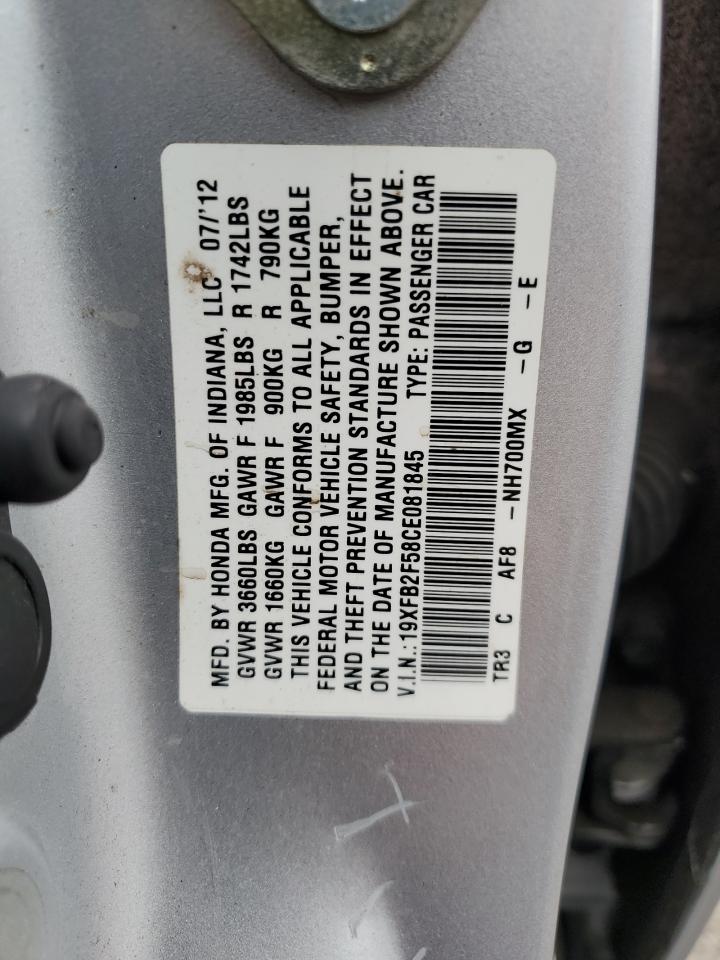 MFD. BY HONDA MFG. OF INDIANA, LLC 07/'12
GVWR 3660LBS GAWR F 1985LBS R 1742LBS
GVWR 1660KG GAWR F 900KG R 790KG
THIS VEHICLE CONFORMS TO ALL APPLICABLE
FEDERAL MOTOR VEHICLE SAFETY, BUMPER,
AND THEFT PREVENTION STANDARDS IN EFFECT
ON THE DATE OF MANUFACTURE SHOWN ABOVE.
V.I.N.: 19XFB2F58CE081845 TYPE: PASSENGER CAR
TR3 C AF8 -NH700MX -G -E